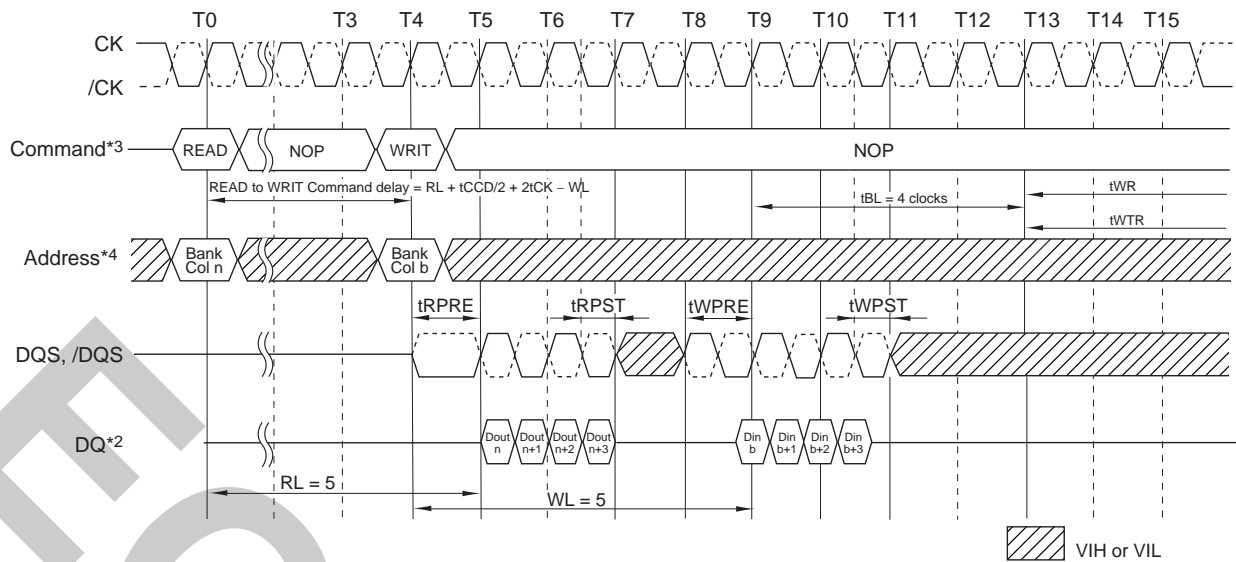 T0 T3 T4 T5 T6 T7 T8 T9 T10 T11 T12 T13 T14 T15
CK
/CK
Command*3 READ NOP WRIT NOP
READ to WRIT Command delay = RL + tCCD/2 + 2tCK − WL
tBL = 4 clocks
tWR
tWTR
Address*4
Bank Col n
Bank Col b
tRPRE tRPST tWPRE tWPST
DQS, /DQS
DQ*2
Dout n
Dout n+1
Dout n+2
Dout n+3
Din b
Din b+1
Din b+2
Din b+3
RL = 5
WL = 5
VIH or VIL